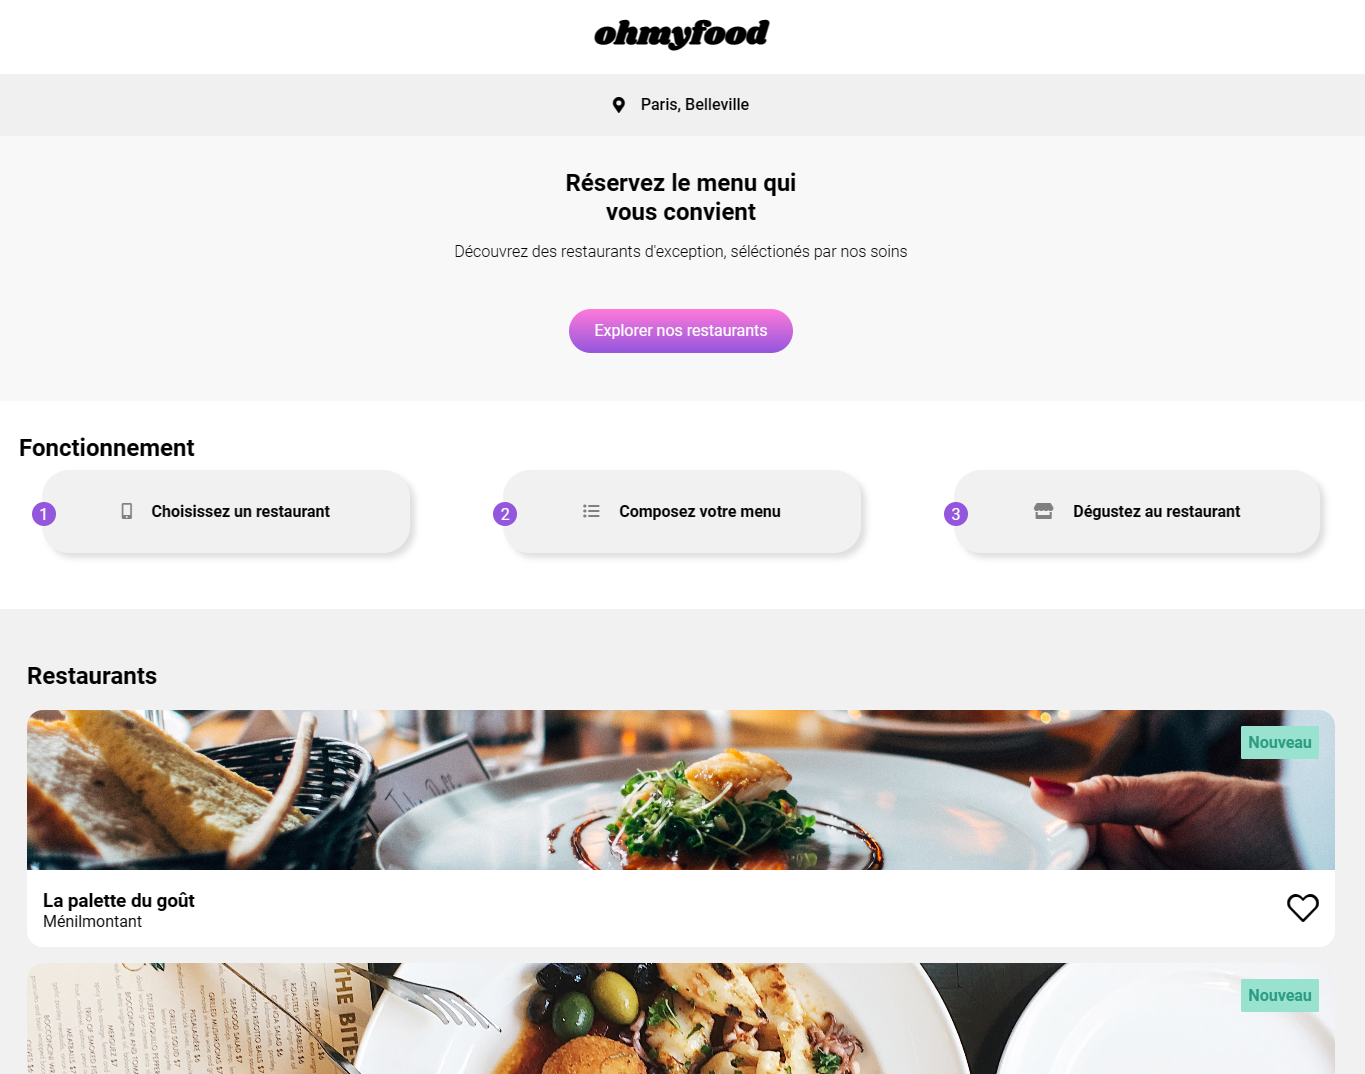 ohmyfood
Paris, Belleville
Réservez le menu qui
vous convient
Découvrez des restaurants d'exception, séléctionés par nos soins
Explorer nos restaurants
Fonctionnement
1 Choisissez un restaurant
2 Composez votre menu
3 Dégustez au restaurant
Restaurants
Nouveau
La palette du goût
Ménilmontant
Nouveau
THE BITE